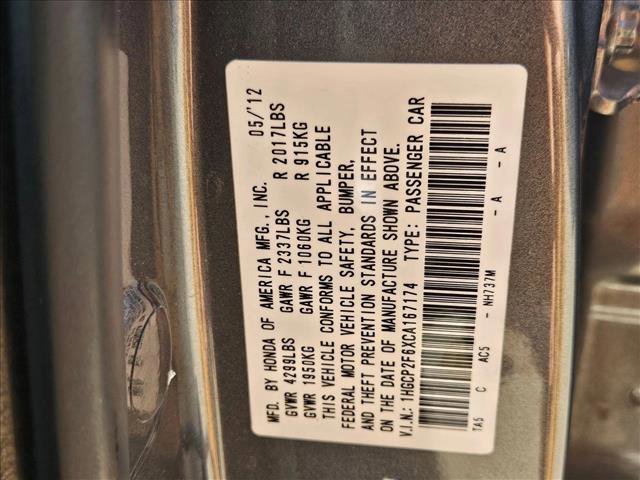 MFD. BY HONDA OF AMERICA MFG., INC. 05/'12
GVWR 4299LBS GAWR F 2337LBS R 2017LBS
GVWR 1950KG GAWR F 1060KG R 915KG
THIS VEHICLE CONFORMS TO ALL APPLICABLE
FEDERAL MOTOR VEHICLE SAFETY, BUMPER,
AND THEFT PREVENTION STANDARDS IN EFFECT
ON THE DATE OF MANUFACTURE SHOWN ABOVE.
V.I.N.: 1HGCP2F6XCA167174 TYPE: PASSENGER CAR
TA5 C AC5 - NH737M - A - A